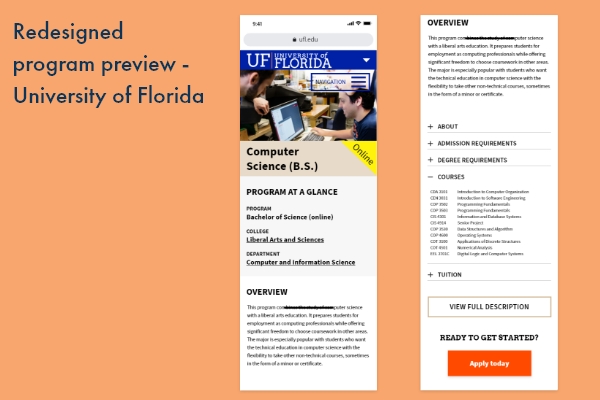 Redesigned
program preview -
University of Florida
9:41
ufl.edu
UF UNIVERSITY of
FLORIDA
NAVIGATION
Computer
Science (B.S.)
Online
PROGRAM AT A GLANCE
PROGRAM
Bachelor of Science (online)
COLLEGE
Liberal Arts and Sciences
DEPARTMENT
Computer and Information Science
OVERVIEW
This program puter science
with a liberal arts education. It prepares students for
employment as computing professionals while offering
significant freedom to choose coursework in other areas.
The major is especially popular with students who want
the technical education in computer science with the
flexibility to take other non-technical courses, sometimes
in the form of a minor or certificate.
OVERVIEW
This program puter science
with a liberal arts education. It prepares students for
employment as computing professionals while offering
significant freedom to choose coursework in other areas.
The major is especially popular with students who want
the technical education in computer science with the
flexibility to take other non-technical courses, sometimes
in the form of a minor or certificate.
+ ABOUT
+ ADMISSION REQUIREMENTS
+ DEGREE REQUIREMENTS
– COURSES
CDA 3101 Introduction to Computer Organization
CEN 3031 Introduction to Software Engineering
COP 3502 Programming Fundamentals
COP 3503 Programming Fundamentals
CIS 4301 Information and Database Systems
CIS 4914 Senior Project
COP 3530 Data Structures and Algorithm
COP 4600 Operating Systems
COT 3100 Applications of Discrete Structures
COT 4501 Numerical Analysis
EEL 3701C Digital Logic and Computer Systems
+ TUITION
VIEW FULL DESCRIPTION
READY TO GET STARTED?
Apply today